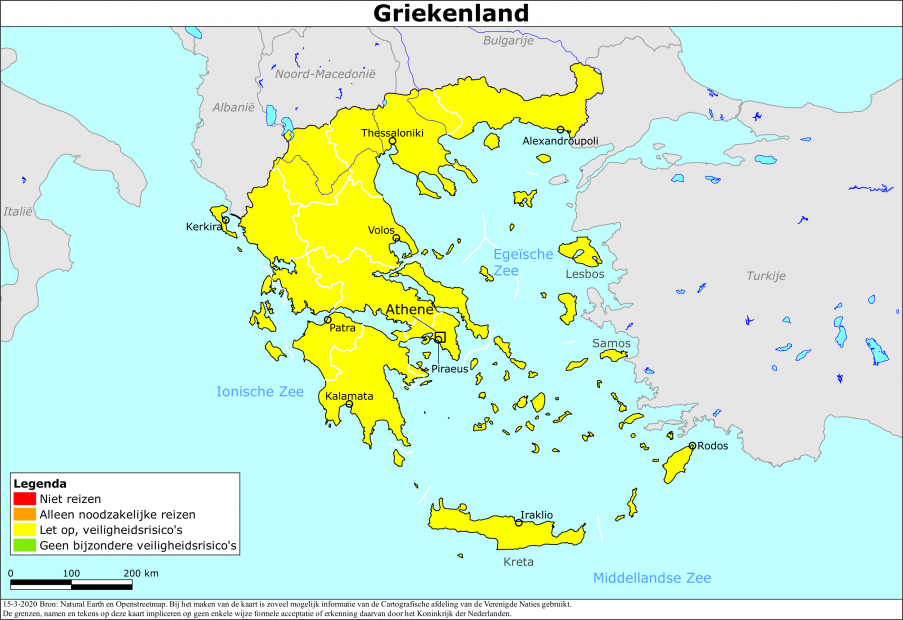 Griekenland
Bulgarije
Noord-Macedonië
Albanië
Thessaloniki
Alexandroupoli
Italië
Kerkira
Volos
Egeïsche
Zee
Lesbos
Turkije
Athene
Patra
Samos
Piraeus
Ionische Zee
Kalamata
Rodos
Legenda
Niet reizen
Alleen noodzakelijke reizen
Let op, veiligheidsrisico's
Geen bijzondere veiligheidsrisico's
Iraklio
Kreta
Middellandse Zee
0 100 200 km
15-3-2020 Bron: Natural Earth en Openstreetmap. Bij het maken van de kaart is zoveel mogelijk informatie van de Cartografische afdeling van de Verenigde Naties gebruikt.
De grenzen, namen en tekens op deze kaart impliceren op geen enkele wijze formele acceptatie of erkenning daarvan door het Koninkrijk der Nederlanden.